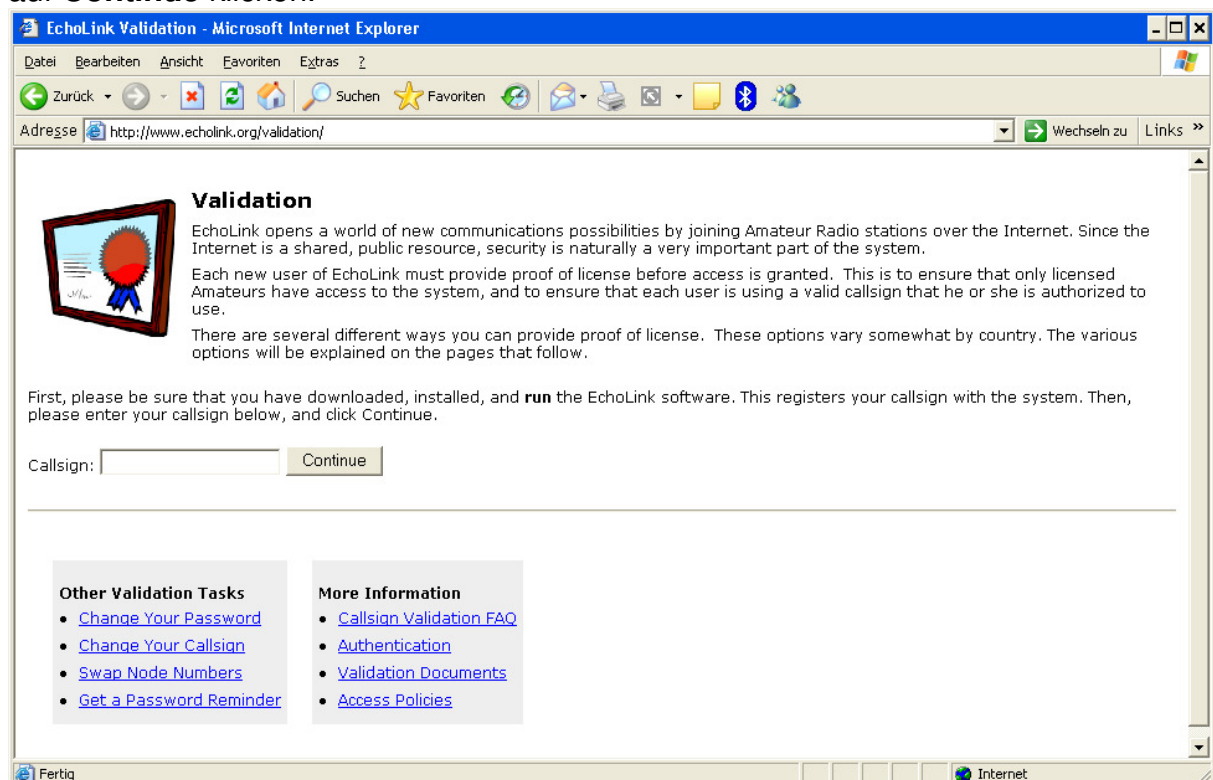 auf Continue klicken.
EchoLink Validation - Microsoft Internet Explorer
Datei Bearbeiten Ansicht Favoriten Extras ?
Zurück Suchen Favoriten
Adresse http://www.echolink.org/validation/ Wechseln zu Links »
Validation
EchoLink opens a world of new communications possibilities by joining Amateur Radio stations over the Internet. Since the
Internet is a shared, public resource, security is naturally a very important part of the system.
Each new user of EchoLink must provide proof of license before access is granted. This is to ensure that only licensed
Amateurs have access to the system, and to ensure that each user is using a valid callsign that he or she is authorized to
use.
There are several different ways you can provide proof of license. These options vary somewhat by country. The various
options will be explained on the pages that follow.
First, please be sure that you have downloaded, installed, and run the EchoLink software. This registers your callsign with the system. Then,
please enter your callsign below, and click Continue.
Callsign: Continue
Other Validation Tasks
• Change Your Password
• Change Your Callsign
• Swap Node Numbers
• Get a Password Reminder
More Information
• Callsign Validation FAQ
• Authentication
• Validation Documents
• Access Policies
Fertig Internet